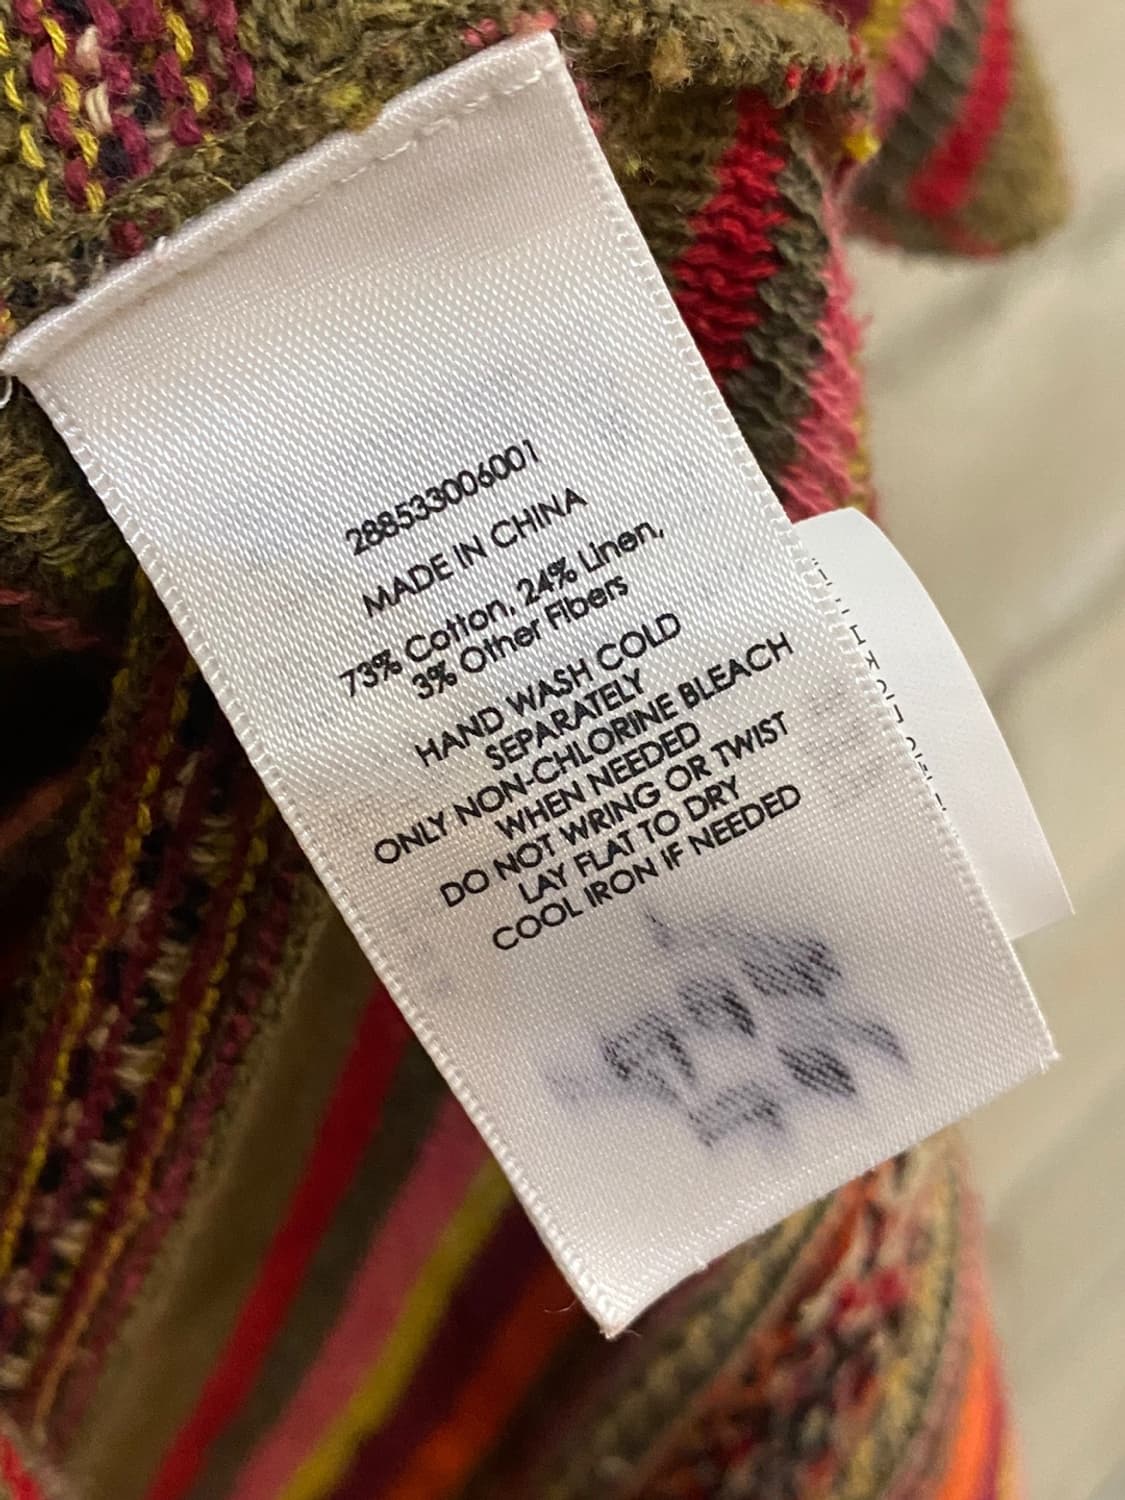 288533006001
MADE IN CHINA
73% Cotton, 24% Linen,
3% Other Fibers
HAND WASH COLD
SEPARATELY
ONLY NON-CHLORINE BLEACH
WHEN NEEDED
DO NOT WRING OR TWIST
LAY FLAT TO DRY
COOL IRON IF NEEDED